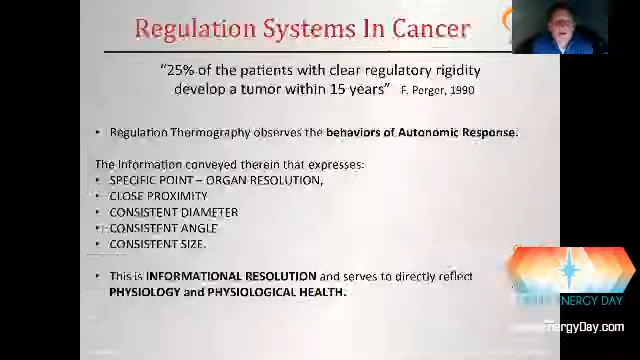 Regulation Systems In Cancer
"25% of the patients with clear regulatory rigidity
develop a tumor within 15 years" F. Perger, 1990
• Regulation Thermography observes the behaviors of Autonomic Response.
The Information conveyed therein that expresses:
• SPECIFIC POINT – ORGAN RESOLUTION,
• CLOSE PROXIMITY
• CONSISTENT DIAMETER
• CONSISTENT ANGLE
• CONSISTENT SIZE.
• This is INFORMATIONAL RESOLUTION and serves to directly reflect
PHYSIOLOGY and PHYSIOLOGICAL HEALTH.
ENERGY DAY
EnergyDay.com